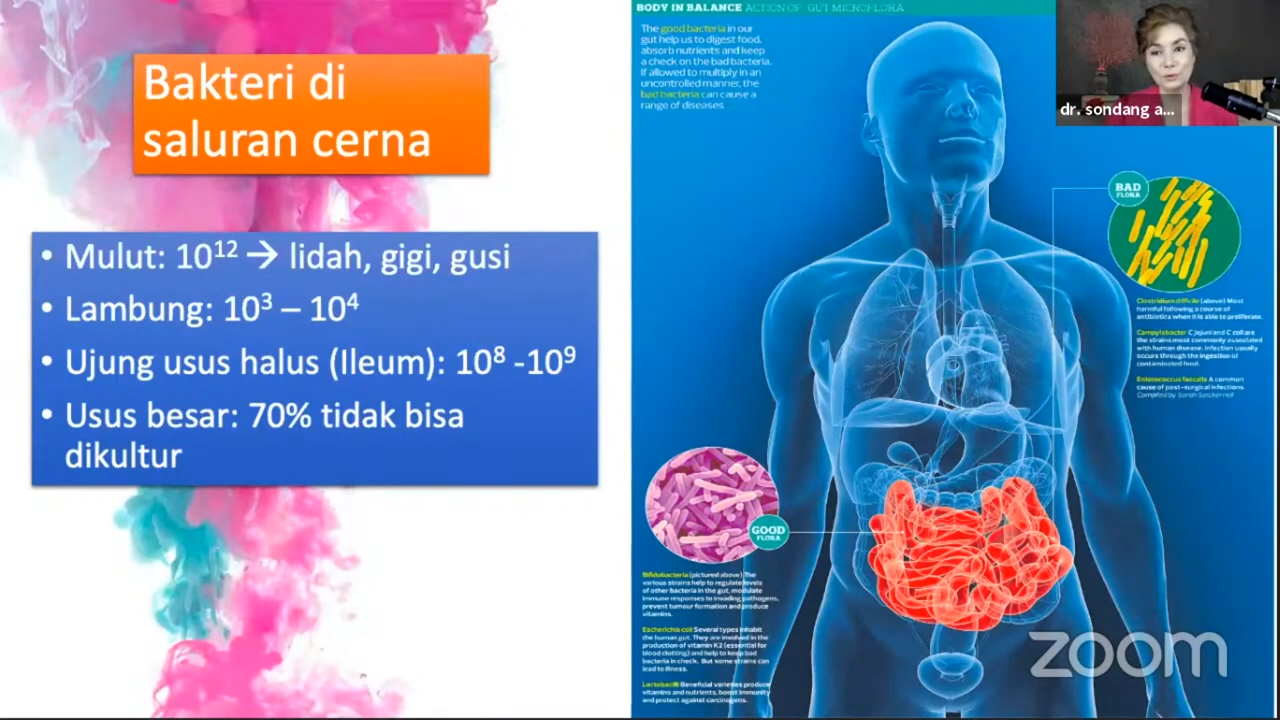 Bakteri di
saluran cerna
• Mulut: 10¹² → lidah, gigi, gusi
• Lambung: 10³ – 10⁴
• Ujung usus halus (Ileum): 10⁸ -10⁹
• Usus besar: 70% tidak bisa
dikultur
BODY IN BALANCE ACTION OF GUT MICROFLORA
The good bacteria in our
gut help us to digest food,
absorb nutrients and keep
a check on the bad bacteria.
If allowed to multiply in an
uncontrolled manner, the
bad bacteria can cause a
range of diseases
dr. sondang a...
BAD
FLORA
Clostridium difficile (above) Most
harmful following a course of
antibiotics when it is able to proliferate.
Campylobacter C jejuni and C coli are
the strains most commonly associated
with human disease. Infection usually
occurs through the ingestion of
contaminated food.
Enterococcus faecalis A common
cause of post-surgical infections.
Compiled by Sarah
GOOD
FLORA
Bifidobacteria (pictured above) The
various strains help to regulate levels
of other bacteria in the gut, modulate
immune responses to invading pathogens,
prevent tumour formation and produce
vitamins.
Escherichia coli Several types inhabit
the human gut. They are involved in the
production of vitamin K2 (essential for
blood clotting) and help to keep bad
bacteria in check. But some strains can
lead to illness.
Lactobacilli Beneficial varieties produce
vitamins and nutrients, boost immunity
and protect against carcinogens.
zoom